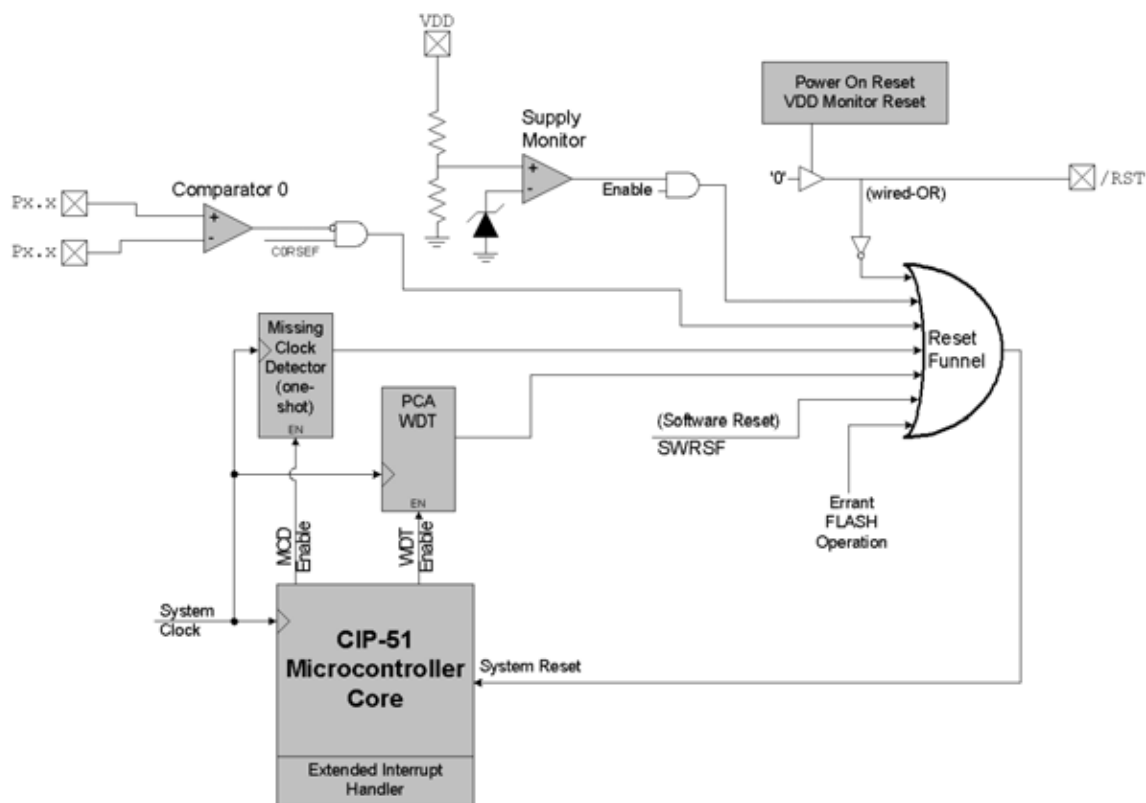 VDD
Power On Reset
VDD Monitor Reset
Supply
Monitor
Comparator 0
Px.x
Px.x
+
-
C0RSEF
+
-
Enable
'0'
(wired-OR)
/RST
Missing
Clock
Detector
(one-
shot)
EN
PCA
WDT
EN
Reset
Funnel
(Software Reset)
SWRSF
Errant
FLASH
Operation
MCD
Enable
WDT
Enable
System
Clock
CIP-51
Microcontroller
Core
System Reset
Extended Interrupt
Handler